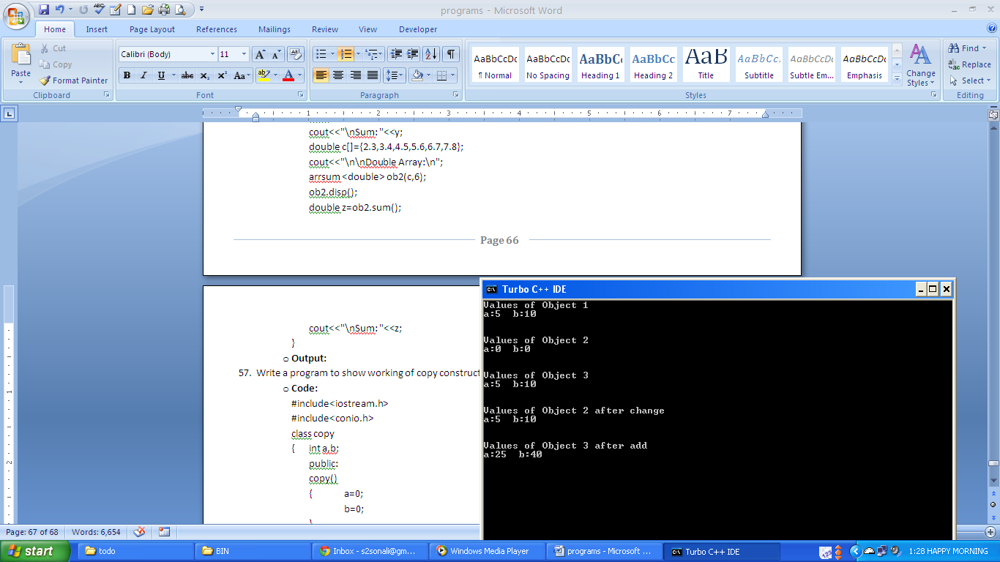 programs - Microsoft Word
Home Insert Page Layout References Mailings Review View Developer
Paste
Cut
Copy
Format Painter
Clipboard
Calibri (Body) 11
Font
Paragraph
AaBbCcDc AaBbCcDc AaBbCc AaBbCc AaB AaBbCc. AaBbCcDc AaBbCcDc
¶ Normal No Spacing Heading 1 Heading 2 Title Subtitle Subtle Em... Emphasis
Change Styles
Styles
Find
Replace
Select
Editing
1 2 3 4 5 6 7
cout<<"\nSum: "<<y;
double c[]={2.3,3.4,4.5,5.6,6.7,7.8};
cout<<"\n\nDouble Array:\n";
arrsum <double> ob2(c,6);
ob2.disp();
double z=ob2.sum();
Page 66
cout<<"\nSum: "<<z;
}
o Output:
57. Write a program to show working of copy construct
o Code:
#include<iostream.h>
#include<conio.h>
class copy
{ int a,b;
public:
copy()
{ a=0;
b=0;
}
Turbo C++ IDE
Values of Object 1
a:5 b:10
Values of Object 2
a:0 b:0
Values of Object 3
a:5 b:10
Values of Object 2 after change
a:5 b:10
Values of Object 3 after add
a:25 b:40
Page: 67 of 68 Words: 6,654
start todo BIN Inbox - s2sonali@gm... Windows Media Player programs - Microsoft ... Turbo C++ IDE 1:28 HAPPY MORNING